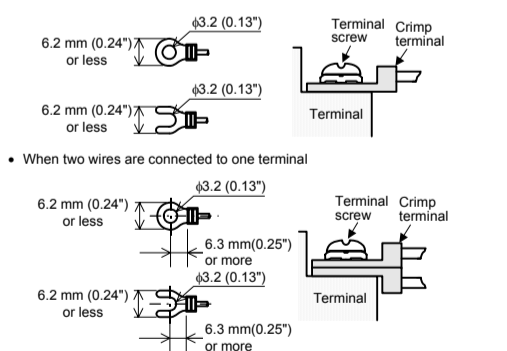 ϕ3.2 (0.13")
6.2 mm (0.24")
or less
ϕ3.2 (0.13")
6.2 mm (0.24")
or less
Terminal
screw
Crimp
terminal
Terminal
• When two wires are connected to one terminal
ϕ3.2 (0.13")
6.2 mm (0.24")
or less
6.3 mm(0.25")
or more
ϕ3.2 (0.13")
6.2 mm (0.24")
or less
6.3 mm(0.25")
or more
Terminal
screw
Crimp
terminal
Terminal